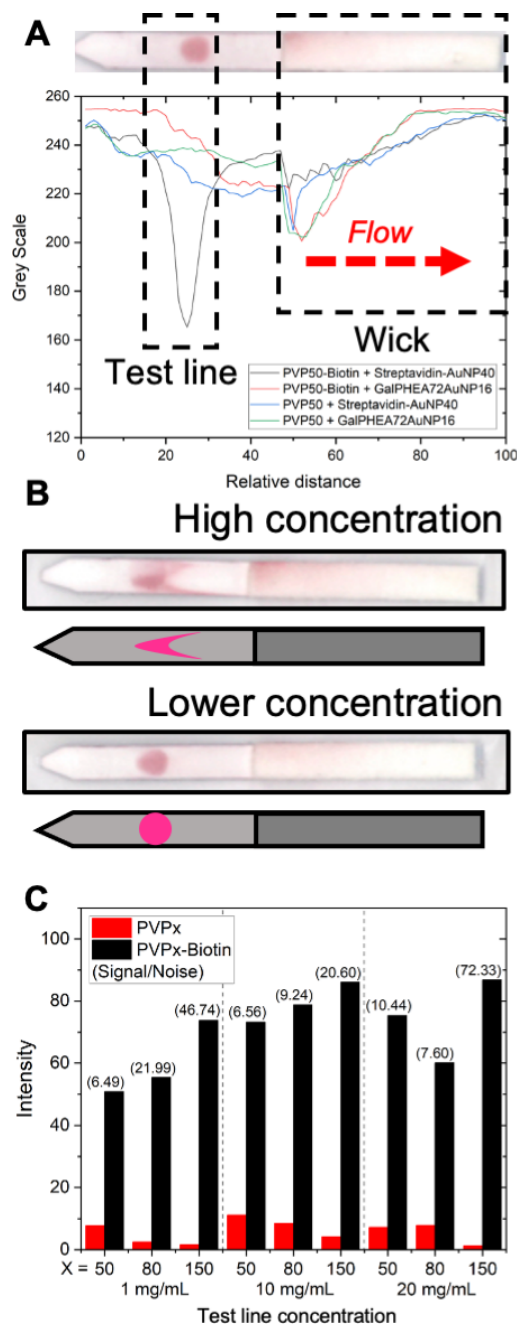 A
260
240
220
200
180
160
140
120
Grey Scale
Flow
Test line
Wick
PVP50-Biotin + Streptavidin-AuNP40
PVP50-Biotin + GalPHEA72AuNP16
PVP50 + Streptavidin-AuNP40
PVP50 + GalPHEA72AuNP16
0 20 40 60 80 100
Relative distance
B
High concentration
Lower concentration
C
PVPx
PVPx-Biotin
(Signal/Noise)
100
80
60
40
20
0
Intensity
(6.49) (21.99) (46.74) (6.56) (9.24) (20.60) (10.44) (7.60) (72.33)
X = 50 80 150 50 80 150 50 80 150
1 mg/mL 10 mg/mL 20 mg/mL
Test line concentration